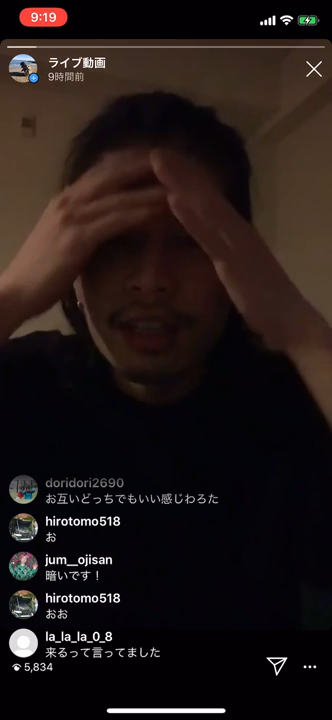 9:19
ライブ動画
9時間前
doridori2690
お互いどっちでもいい感じわろた
hirotomo518
お
jum__ojisan
暗いです！
hirotomo518
おお
la_la_la_0_8
来るって言ってました
5,834